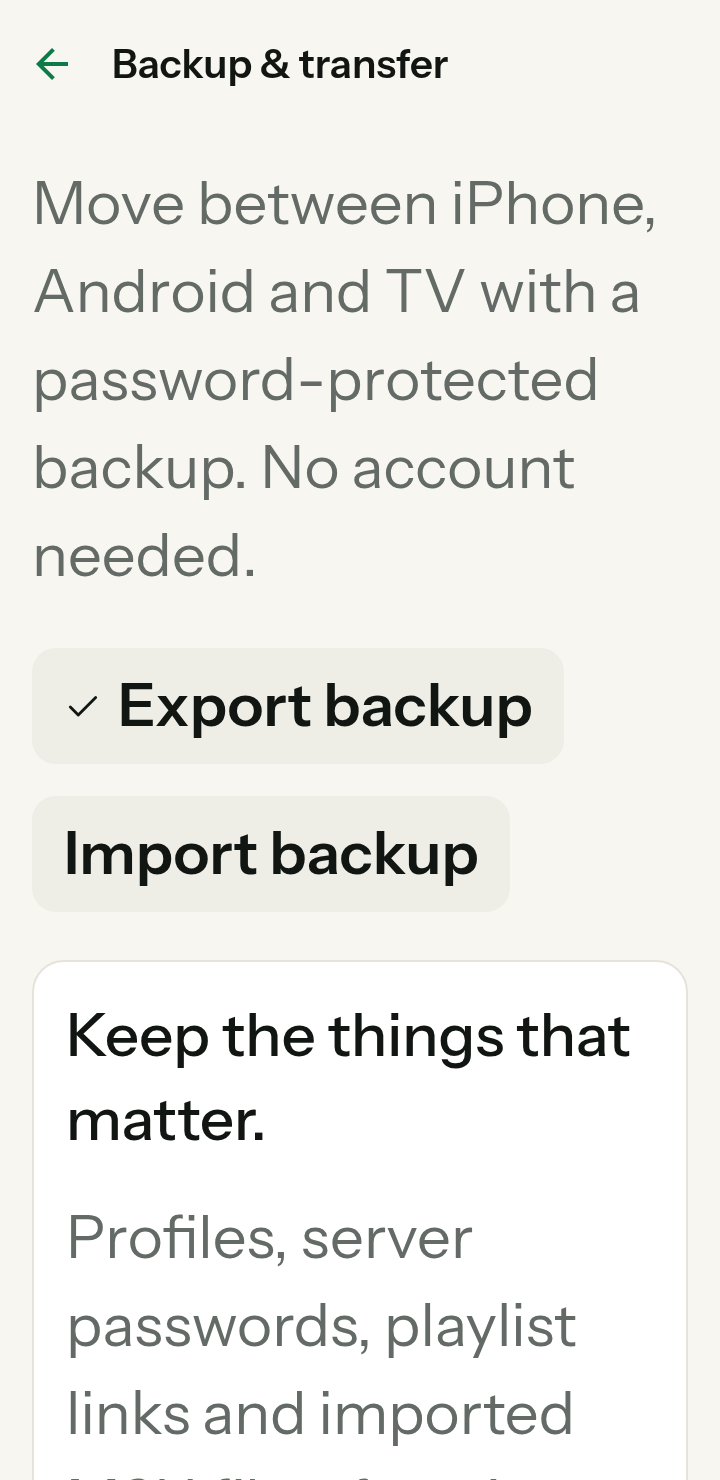 Backup & transfer
Move between iPhone,
Android and TV with a
password-protected
backup. No account
needed.
Export backup
Import backup
Keep the things that
matter.
Profiles, server
passwords, playlist
links and imported